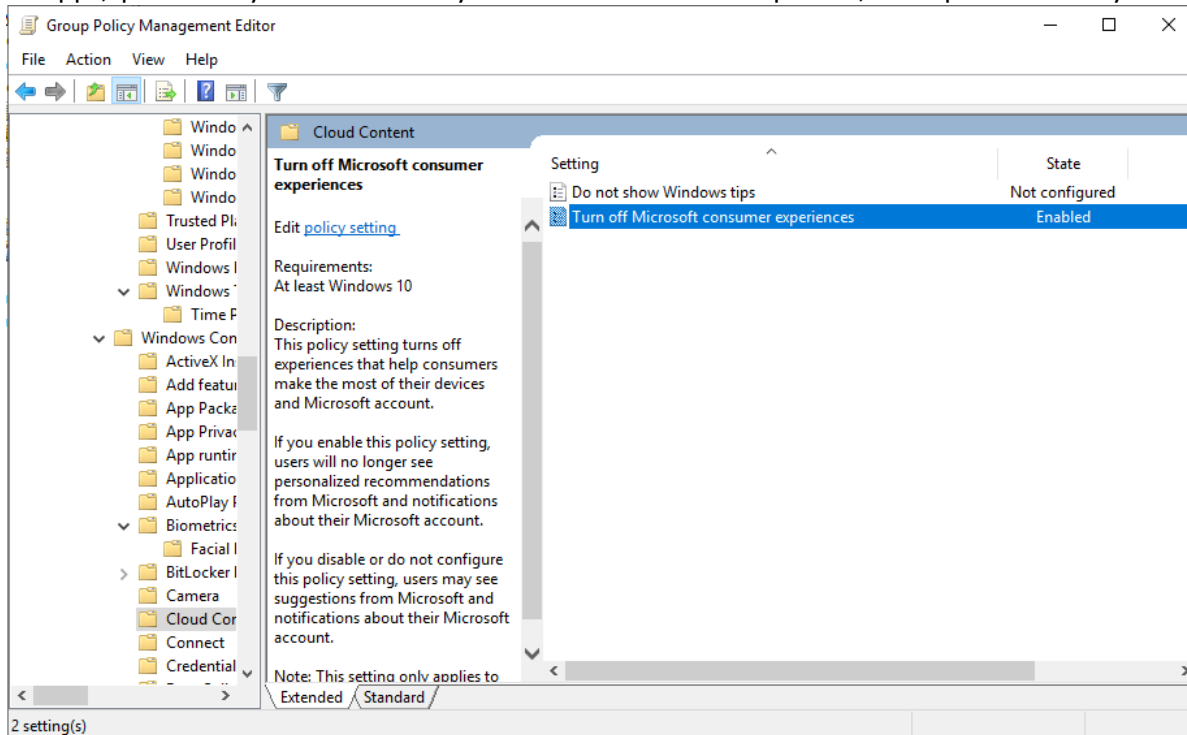 Group Policy Management Editor
File Action View Help
Windo
Windo
Windo
Windo
Trusted Pla
User Profil
Windows I
Windows
Time P
Windows Con
ActiveX In
Add featur
App Packa
App Privac
App runtir
Applicatio
AutoPlay P
Biometrics
Facial I
BitLocker I
Camera
Cloud Cor
Connect
Credential
Cloud Content
Turn off Microsoft consumer
experiences
Edit policy setting
Requirements:
At least Windows 10
Description:
This policy setting turns off
experiences that help consumers
make the most of their devices
and Microsoft account.
If you enable this policy setting,
users will no longer see
personalized recommendations
from Microsoft and notifications
about their Microsoft account.
If you disable or do not configure
this policy setting, users may see
suggestions from Microsoft and
notifications about their Microsoft
account.
Note: This setting only applies to
Setting State
Do not show Windows tips Not configured
Turn off Microsoft consumer experiences Enabled
Extended Standard
2 setting(s)